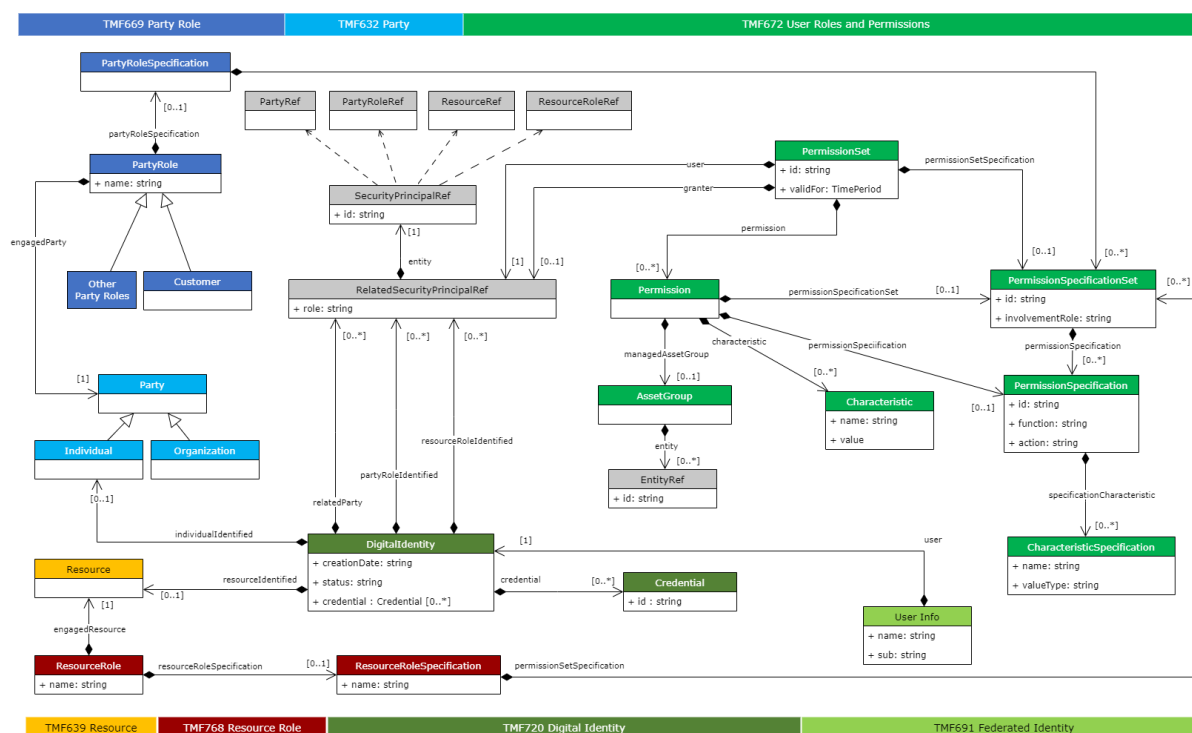 TMF669 Party Role
TMF632 Party
TMF672 User Roles and Permissions
PartyRoleSpecification
[0..1]
partyRoleSpecification
PartyRole
+ name: string
engagedParty
Other
Party Roles
Customer
[1]
Party
Individual
Organization
[0..1]
individualIdentified
PartyRef
PartyRoleRef
ResourceRef
ResourceRoleRef
SecurityPrincipalRef
+ id: string
[1]
entity
RelatedSecurityPrincipalRef
+ role: string
[0..*]
[0..*]
[0..*]
resourceRoleIdentified
partyRoleIdentified
relatedParty
user
granter
[1]
[0..1]
PermissionSet
+ id: string
+ validFor: TimePeriod
permissionSetSpecification
permission
[0..*]
[0..1]
[0..*]
Permission
permissionSpecificationSet
[0..1]
PermissionSpecificationSet
+ id: string
+ involvementRole: string
[0..*]
characteristic
managedAssetGroup
permissionSpeciification
permissionSpecification
[0..*]
[0..1]
[0..*]
[0..1]
AssetGroup
entity
[0..*]
EntityRef
+ id: string
Characteristic
+ name: string
+ value
PermissionSpecification
+ id: string
+ function: string
+ action: string
specificationCharacteristic
[0..*]
CharacteristicSpecification
+ name: string
+ valueType: string
DigitalIdentity
+ creationDate: string
+ status: string
+ credential : Credential [0..*]
[1]
user
credential
[0..*]
Credential
+ id : string
User Info
+ name: string
+ sub: string
Resource
resourceIdentified
[0..1]
[1]
engagedResource
ResourceRole
+ name: string
resourceRoleSpecification
[0..1]
ResourceRoleSpecification
+ name: string
permissionSetSpecification
TMF639 Resource
TMF768 Resource Role
TMF720 Digital Identity
TMF691 Federated Identity